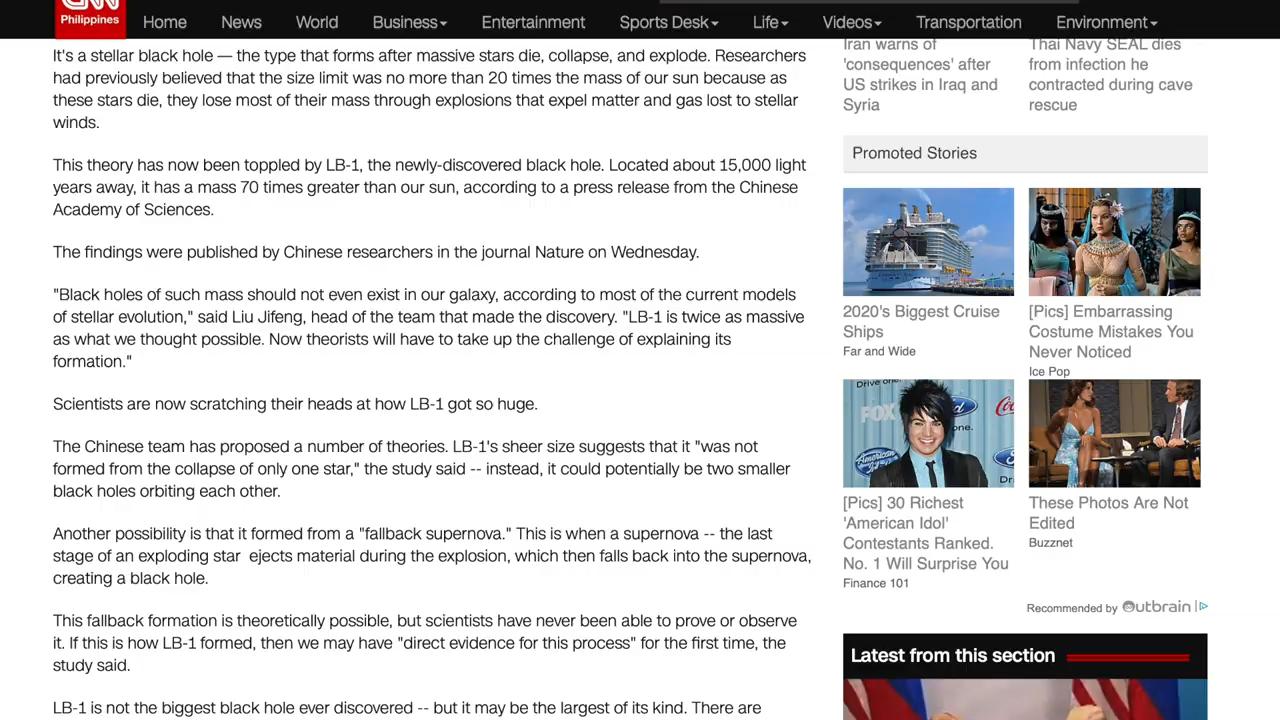 CNN
Philippines
Home News World Business Entertainment Sports Desk Life Videos Transportation Environment
It's a stellar black hole — the type that forms after massive stars die, collapse, and explode. Researchers
had previously believed that the size limit was no more than 20 times the mass of our sun because as
these stars die, they lose most of their mass through explosions that expel matter and gas lost to stellar
winds.
This theory has now been toppled by LB-1, the newly-discovered black hole. Located about 15,000 light
years away, it has a mass 70 times greater than our sun, according to a press release from the Chinese
Academy of Sciences.
The findings were published by Chinese researchers in the journal Nature on Wednesday.
"Black holes of such mass should not even exist in our galaxy, according to most of the current models
of stellar evolution," said Liu Jifeng, head of the team that made the discovery. "LB-1 is twice as massive
as what we thought possible. Now theorists will have to take up the challenge of explaining its
formation."
Scientists are now scratching their heads at how LB-1 got so huge.
The Chinese team has proposed a number of theories. LB-1's sheer size suggests that it "was not
formed from the collapse of only one star," the study said -- instead, it could potentially be two smaller
black holes orbiting each other.
Another possibility is that it formed from a "fallback supernova." This is when a supernova -- the last
stage of an exploding star ejects material during the explosion, which then falls back into the supernova,
creating a black hole.
This fallback formation is theoretically possible, but scientists have never been able to prove or observe
it. If this is how LB-1 formed, then we may have "direct evidence for this process" for the first time, the
study said.
LB-1 is not the biggest black hole ever discovered -- but it may be the largest of its kind. There are
Iran warns of
'consequences' after
US strikes in Iraq and
Syria
Thai Navy SEAL dies
from infection he
contracted during cave
rescue
Promoted Stories
2020's Biggest Cruise
Ships
Far and Wide
[Pics] Embarrassing
Costume Mistakes You
Never Noticed
Ice Pop
Drive one.
FOX
Ford
American Idol
one.
Dr
[Pics] 30 Richest
'American Idol'
Contestants Ranked.
No. 1 Will Surprise You
Finance 101
These Photos Are Not
Edited
Buzznet
Recommended by Outbrain
Latest from this section